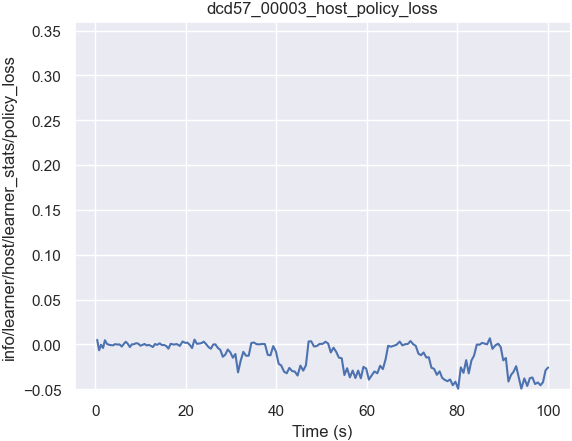 dcd57_00003_host_policy_loss
info/learner/host/learner_stats/policy_loss
0.35
0.30
0.25
0.20
0.15
0.10
0.05
0.00
−0.05
0 20 40 60 80 100
Time (s)